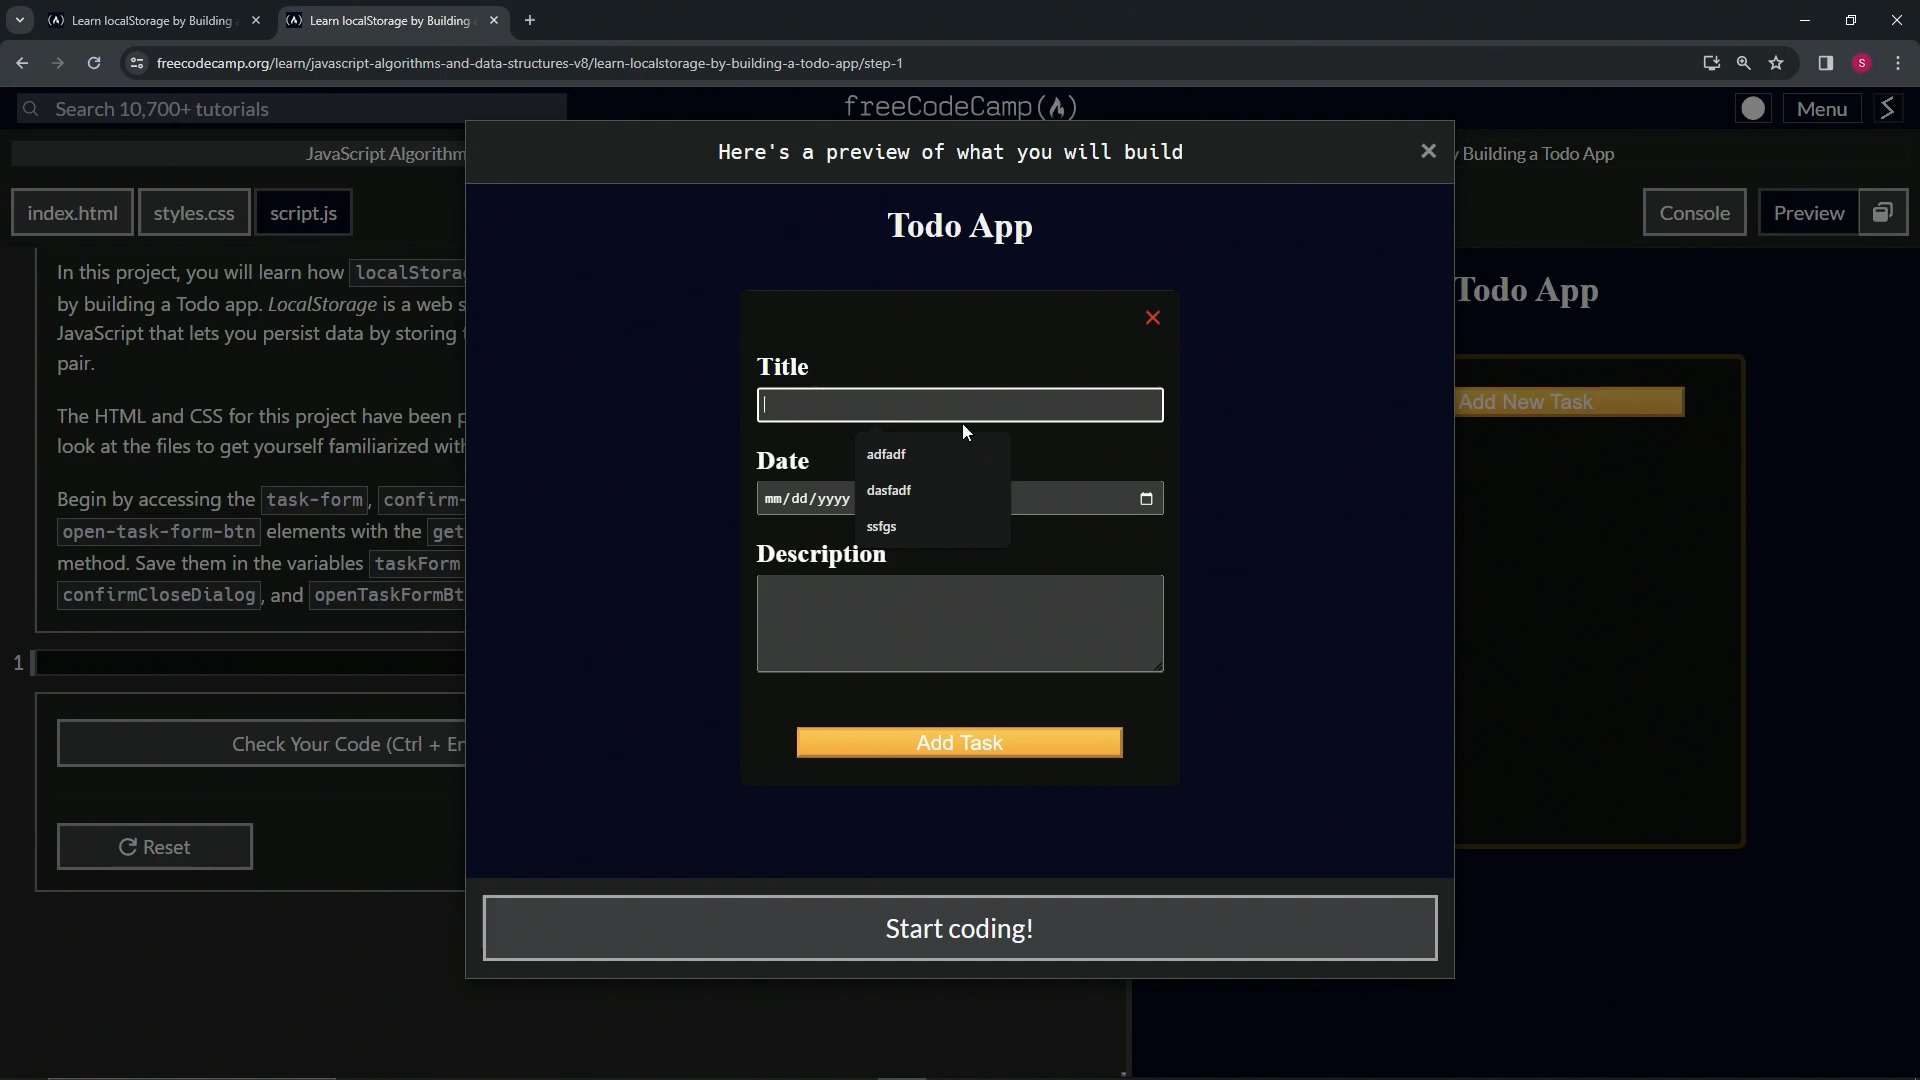 Learn localStorage by Building
Learn localStorage by Building
freecodecamp.org/learn/javascript-algorithms-and-data-structures-v8/learn-localstorage-by-building-a-todo-app/step-1
S
Search 10,700+ tutorials
freeCodeCamp
Menu
JavaScript Algorithm
Here's a preview of what you will build
y Building a Todo App
index.html
styles.css
script.js
Console
Preview
In this project, you will learn how localStorag
by building a Todo app. LocalStorage is a web s
JavaScript that lets you persist data by storing
pair.
The HTML and CSS for this project have been p
look at the files to get yourself familiarized with
Begin by accessing the task-form, confirm-
open-task-form-btn elements with the get
method. Save them in the variables taskForm
confirmCloseDialog, and openTaskFormBt
1
Check Your Code (Ctrl + En
Reset
Todo App
Title
adfadf
dasfadf
ssfgs
Date
mm/dd/yyyy
Description
Add Task
Start coding!
Todo App
Add New Task